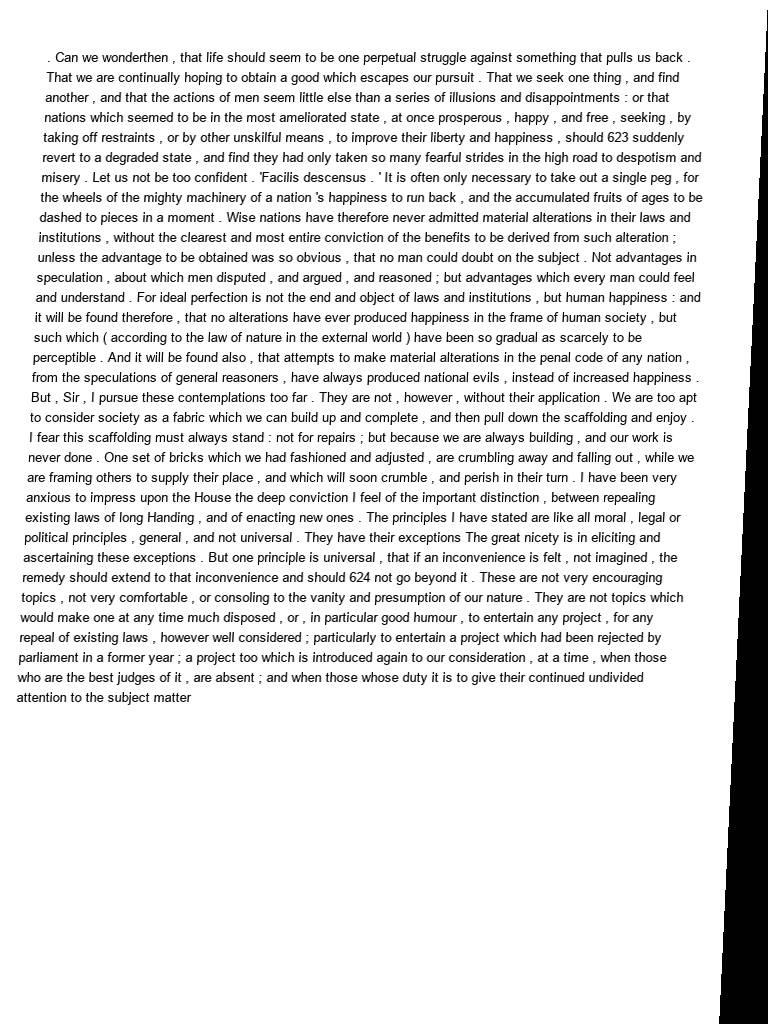 . Can we wonderthen , that life should seem to be one perpetual struggle against something that pulls us back .
That we are continually hoping to obtain a good which escapes our pursuit . That we seek one thing , and find
another , and that the actions of men seem little else than a series of illusions and disappointments : or that
nations which seemed to be in the most ameliorated state , at once prosperous , happy , and free , seeking , by
taking off restraints , or by other unskilful means , to improve their liberty and happiness , should 623 suddenly
revert to a degraded state , and find they had only taken so many fearful strides in the high road to despotism and
misery . Let us not be too confident . 'Facilis descensus . ' It is often only necessary to take out a single peg , for
the wheels of the mighty machinery of a nation 's happiness to run back , and the accumulated fruits of ages to be
dashed to pieces in a moment . Wise nations have therefore never admitted material alterations in their laws and
institutions , without the clearest and most entire conviction of the benefits to be derived from such alteration ;
unless the advantage to be obtained was so obvious , that no man could doubt on the subject . Not advantages in
speculation , about which men disputed , and argued , and reasoned ; but advantages which every man could feel
and understand . For ideal perfection is not the end and object of laws and institutions , but human happiness : and
it will be found therefore , that no alterations have ever produced happiness in the frame of human society , but
such which ( according to the law of nature in the external world ) have been so gradual as scarcely to be
perceptible . And it will be found also , that attempts to make material alterations in the penal code of any nation ,
from the speculations of general reasoners , have always produced national evils , instead of increased happiness .
But , Sir , I pursue these contemplations too far . They are not , however , without their application . We are too apt
to consider society as a fabric which we can build up and complete , and then pull down the scaffolding and enjoy .
I fear this scaffolding must always stand : not for repairs ; but because we are always building , and our work is
never done . One set of bricks which we had fashioned and adjusted , are crumbling away and falling out , while we
are framing others to supply their place , and which will soon crumble , and perish in their turn . I have been very
anxious to impress upon the House the deep conviction I feel of the important distinction , between repealing
existing laws of long Handing , and of enacting new ones . The principles I have stated are like all moral , legal or
political principles , general , and not universal . They have their exceptions The great nicety is in eliciting and
ascertaining these exceptions . But one principle is universal , that if an inconvenience is felt , not imagined , the
remedy should extend to that inconvenience and should 624 not go beyond it . These are not very encouraging
topics , not very comfortable , or consoling to the vanity and presumption of our nature . They are not topics which
would make one at any time much disposed , or , in particular good humour , to entertain any project , for any
repeal of existing laws , however well considered ; particularly to entertain a project which had been rejected by
parliament in a former year ; a project too which is introduced again to our consideration , at a time , when those
who are the best judges of it , are absent ; and when those whose duty it is to give their continued undivided
attention to the subject matter